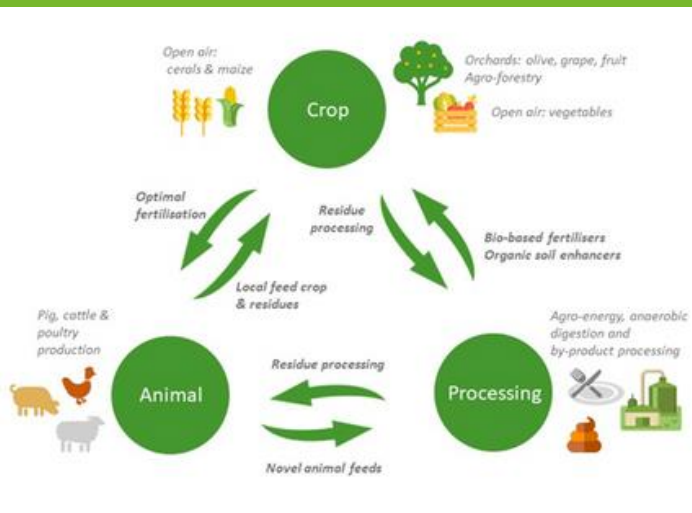 Open air:
cerals & maize
Crop
Orchards: olive, grape, fruit
Agro-forestry
Open air: vegetables
Optimal
fertilisation
Residue
processing
Bio-based fertilisers
Organic soil enhancers
Local feed crop
& residues
Pig, cattle &
poultry
production
Animal
Residue processing
Novel animal feeds
Processing
Agro-energy, anaerobic
digestion and
by-product processing